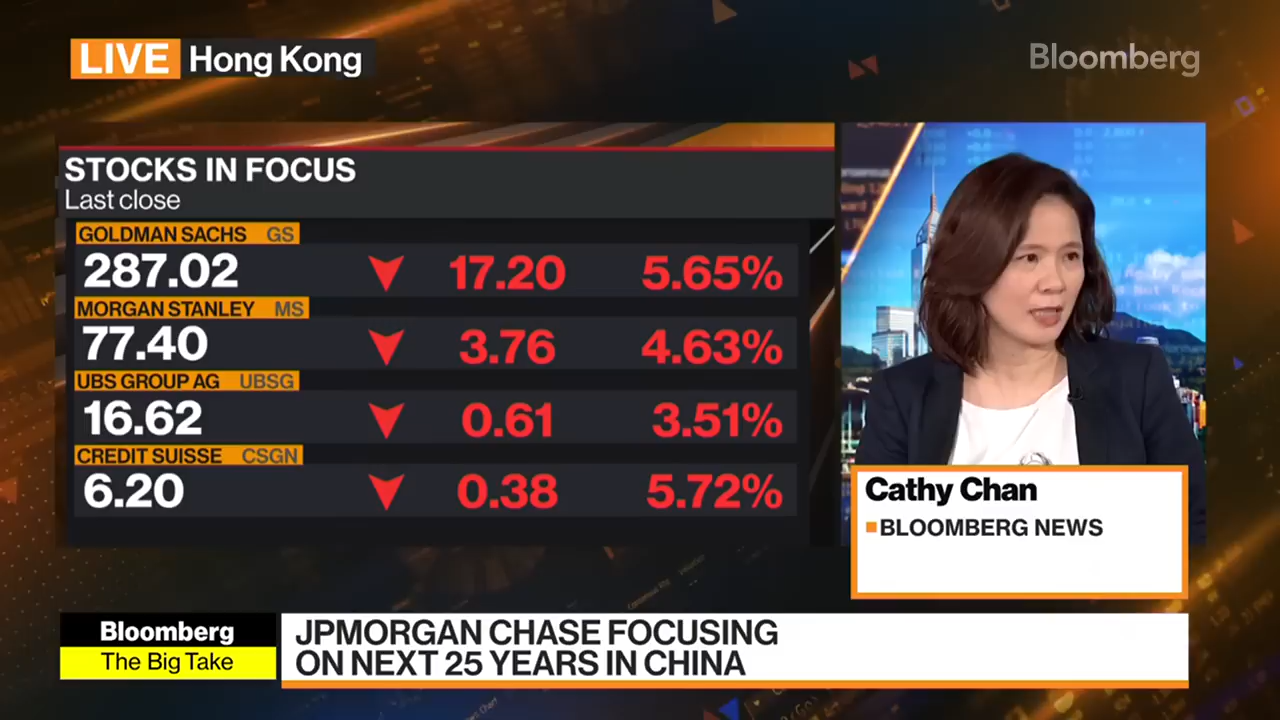 LIVE Hong Kong
Bloomberg
STOCKS IN FOCUS
Last close
GOLDMAN SACHS GS
287.02 17.20 5.65%
MORGAN STANLEY MS
77.40 3.76 4.63%
UBS GROUP AG UBSG
16.62 0.61 3.51%
CREDIT SUISSE CSGN
6.20 0.38 5.72%
Cathy Chan
BLOOMBERG NEWS
Bloomberg
The Big Take
JPMORGAN CHASE FOCUSING
ON NEXT 25 YEARS IN CHINA